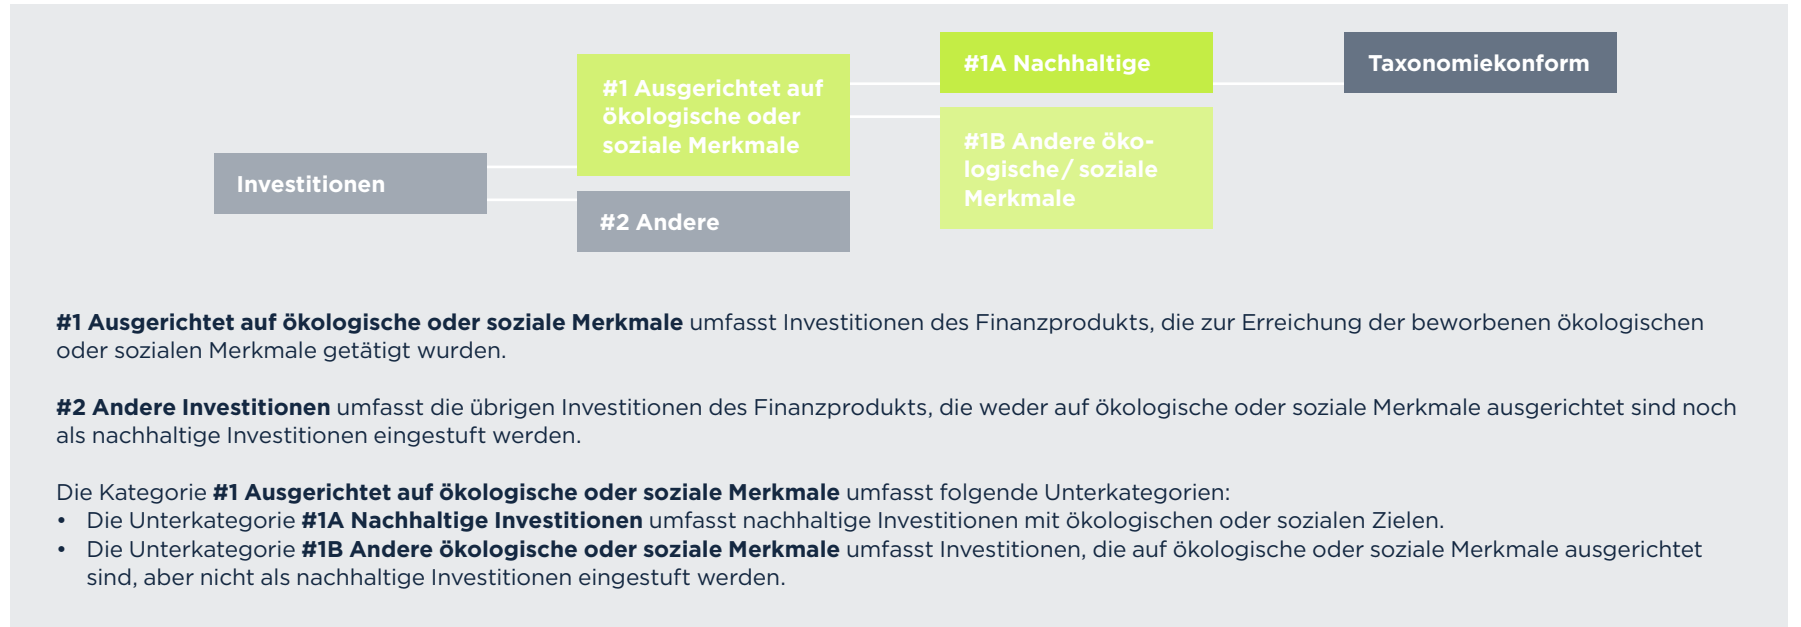 #1A Nachhaltige
Taxonomiekonform
#1 Ausgerichtet auf
ökologische oder
soziale Merkmale
#1B Andere öko-
logische / soziale
Merkmale
Investitionen
#2 Andere
#1 Ausgerichtet auf ökologische oder soziale Merkmale umfasst Investitionen des Finanzprodukts, die zur Erreichung der beworbenen ökologischen
oder sozialen Merkmale getätigt wurden.
#2 Andere Investitionen umfasst die übrigen Investitionen des Finanzprodukts, die weder auf ökologische oder soziale Merkmale ausgerichtet sind noch
als nachhaltige Investitionen eingestuft werden.
Die Kategorie #1 Ausgerichtet auf ökologische oder soziale Merkmale umfasst folgende Unterkategorien:
• Die Unterkategorie #1A Nachhaltige Investitionen umfasst nachhaltige Investitionen mit ökologischen oder sozialen Zielen.
• Die Unterkategorie #1B Andere ökologische oder soziale Merkmale umfasst Investitionen, die auf ökologische oder soziale Merkmale ausgerichtet
sind, aber nicht als nachhaltige Investitionen eingestuft werden.